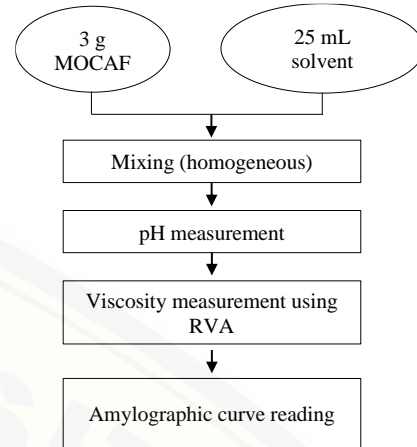 3 g
MOCAF
25 mL
solvent
Mixing (homogeneous)
pH measurement
Viscosity measurement using
RVA
Amylographic curve reading